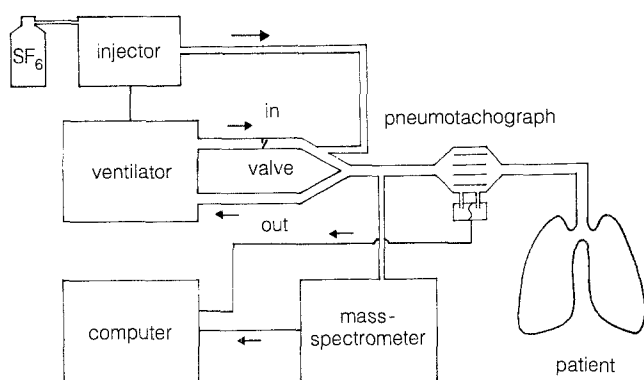 SF6
injector
in
pneumotachograph
ventilator
valve
out
computer
mass-
spectrometer
patient